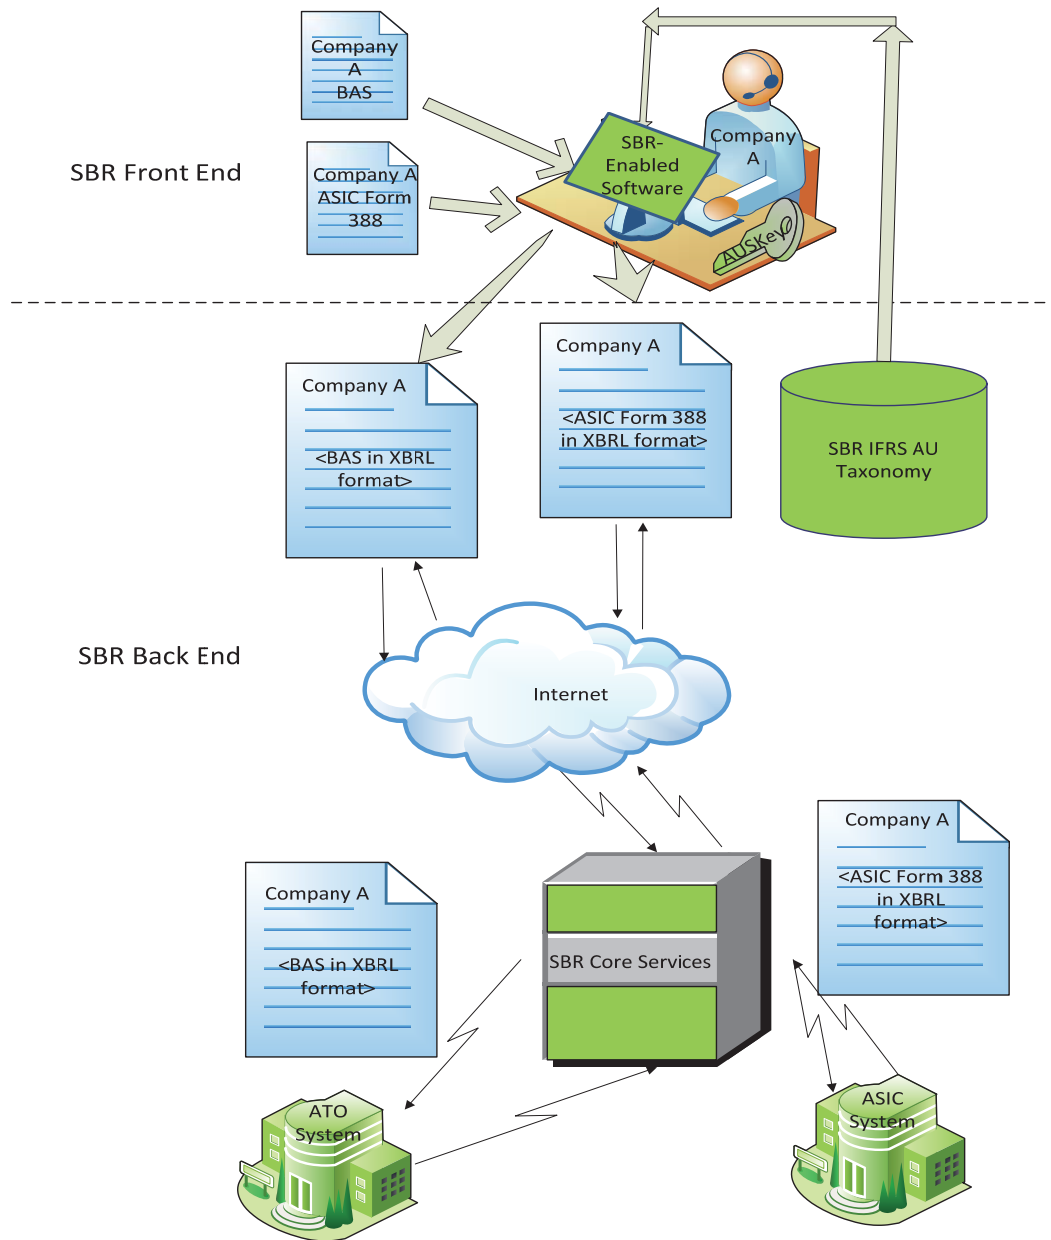 Company
A
BAS
SBR Front End
Company A
ASIC Form
388
SBR-
Enabled
Software
Company
A
AUSKey
Company A
<BAS in XBRL
format>
Company A
<ASIC Form 388
in XBRL format>
SBR IFRS AU
Taxonomy
SBR Back End
Internet
Company A
<BAS in XBRL
format>
SBR Core Services
Company A
<ASIC Form 388
in XBRL
format>
ATO
System
ASIC
System